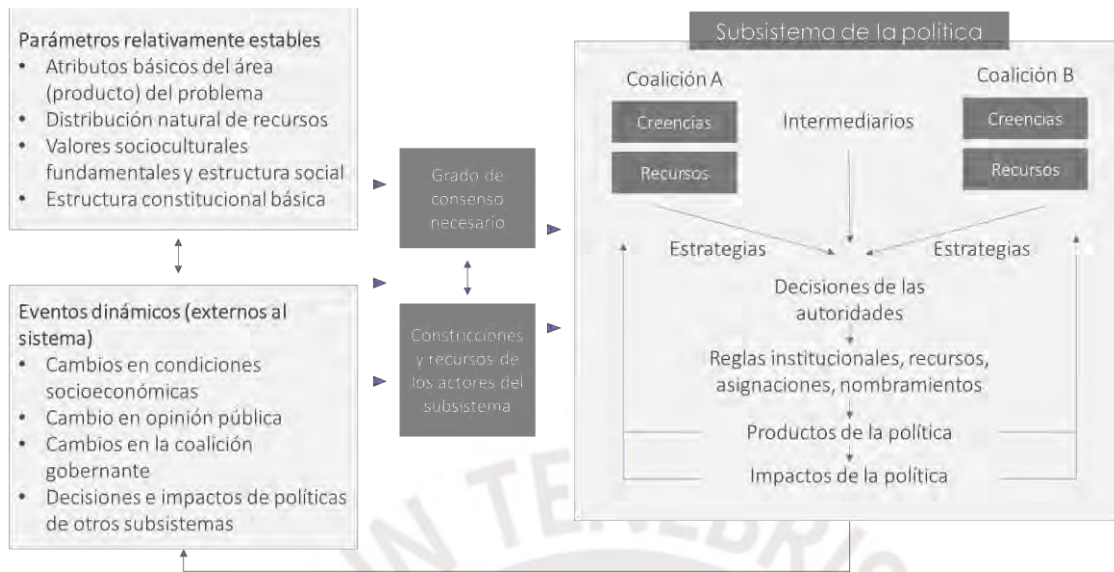 Parámetros relativamente estables
• Atributos básicos del área
(producto) del problema
• Distribución natural de recursos
• Valores socioculturales
fundamentales y estructura social
• Estructura constitucional básica
Eventos dinámicos (externos al
sistema)
• Cambios en condiciones
socioeconómicas
• Cambio en opinión pública
• Cambios en la coalición
gobernante
• Decisiones e impactos de políticas
de otros subsistemas
Grado de
consenso
necesario
Constricciones
y recursos de
los actores del
subsistema
Subsistema de la política
Coalición A
Creencias
Recursos
Intermediarios
Coalición B
Creencias
Recursos
Estrategias
Estrategias
Decisiones de las
autoridades
Reglas institucionales, recursos,
asignaciones, nombramientos
Productos de la política
Impactos de la política
IN TENEBRIS